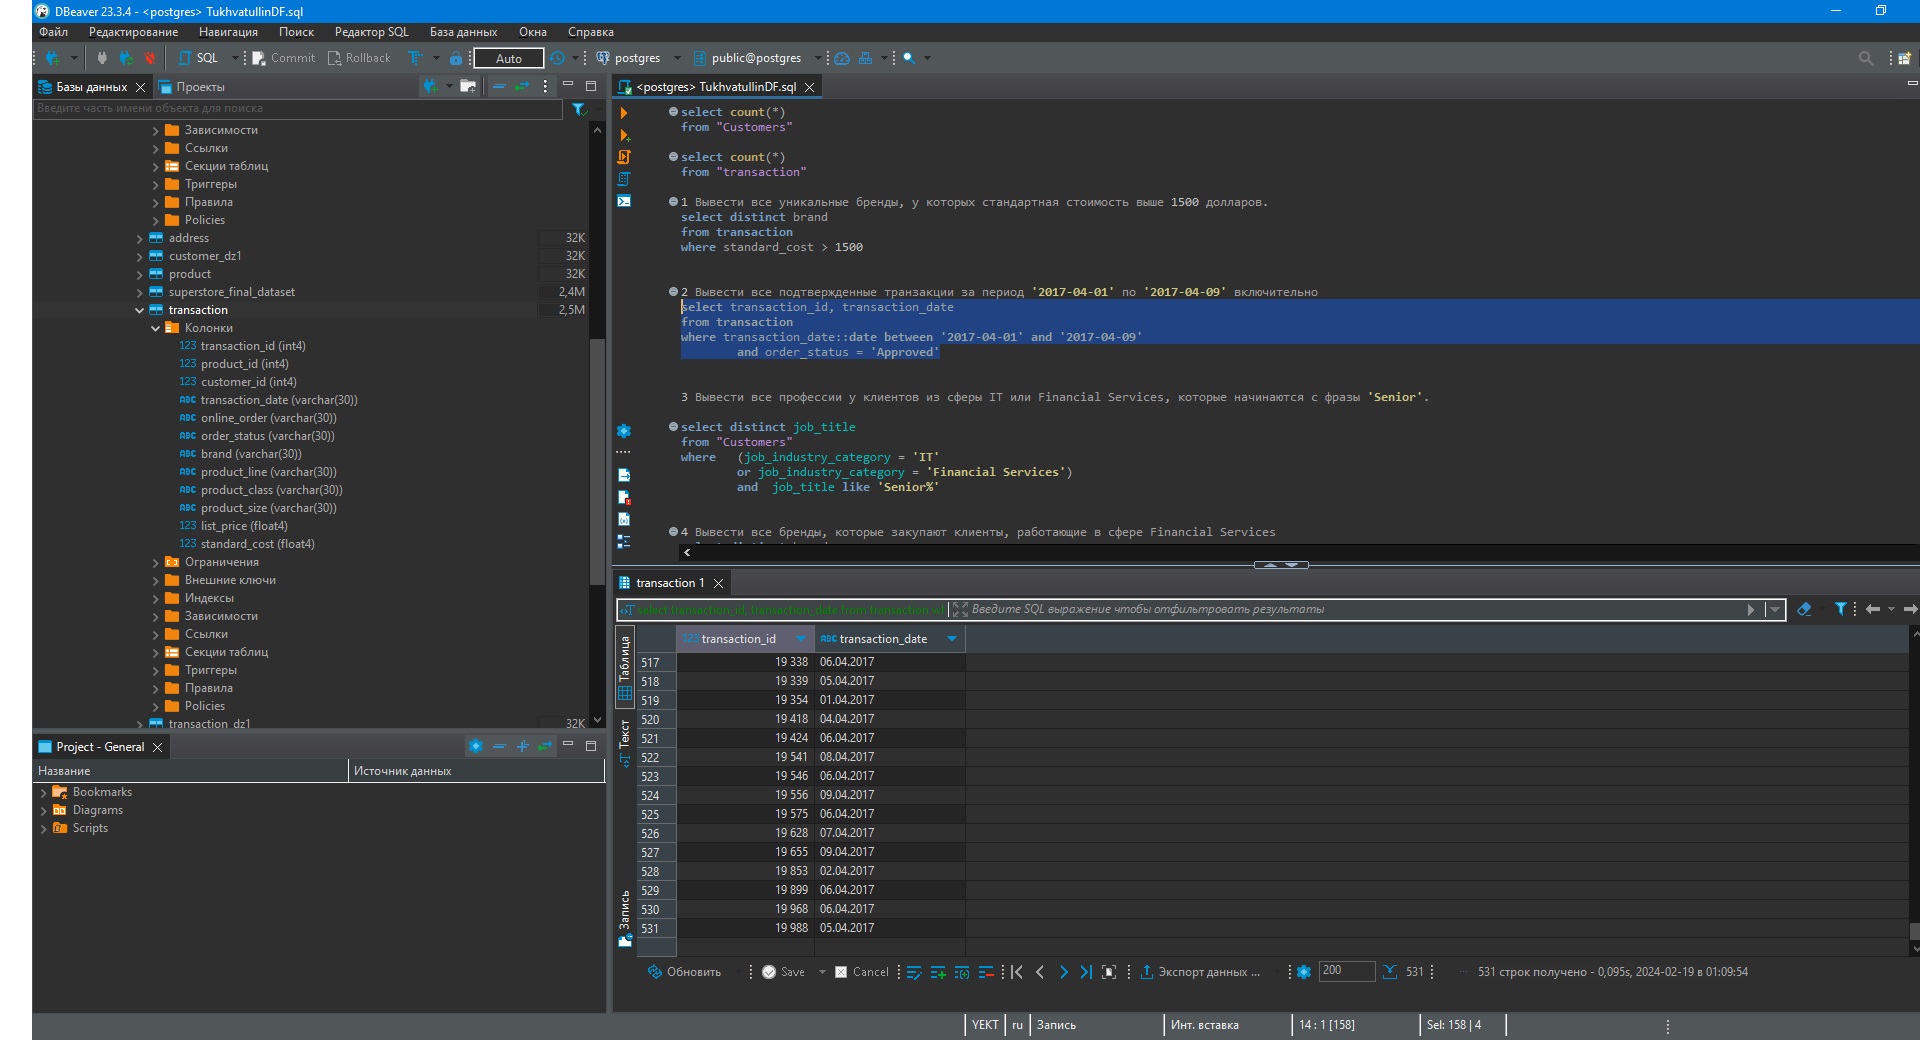 DBeaver 23.3.4 - <postgres> TukhvatullinDF.sql
Файл Редактирование Навигация Поиск Редактор SQL База данных Окна Справка
SQL Commit Rollback Auto postgres public@postgres
Базы данных Проекты
Введите часть имени объекта для поиска
Зависимости
Ссылки
Секции таблиц
Триггеры
Правила
Policies
address 32K
customer_dz1 32K
product 32K
superstore_final_dataset 2,4M
transaction 2,5M
Колонки
123 transaction_id (int4)
123 product_id (int4)
123 customer_id (int4)
ABC transaction_date (varchar(30))
ABC online_order (varchar(30))
ABC order_status (varchar(30))
ABC brand (varchar(30))
ABC product_line (varchar(30))
ABC product_class (varchar(30))
ABC product_size (varchar(30))
123 list_price (float4)
123 standard_cost (float4)
Ограничения
Внешние ключи
Индексы
Зависимости
Ссылки
Секции таблиц
Триггеры
Правила
Policies
transaction_dz1 32K
Project - General
Название Источник данных
Bookmarks
Diagrams
Scripts
<postgres> TukhvatullinDF.sql
select count(*)
from "Customers"
select count(*)
from "transaction"
1 Вывести все уникальные бренды, у которых стандартная стоимость выше 1500 долларов.
select distinct brand
from transaction
where standard_cost > 1500
2 Вывести все подтвержденные транзакции за период '2017-04-01' по '2017-04-09' включительно
select transaction_id, transaction_date
from transaction
where transaction_date::date between '2017-04-01' and '2017-04-09'
and order_status = 'Approved'
3 Вывести все профессии у клиентов из сферы IT или Financial Services, которые начинаются с фразы 'Senior'.
select distinct job_title
from "Customers"
where (job_industry_category = 'IT'
or job_industry_category = 'Financial Services')
and job_title like 'Senior%'
4 Вывести все бренды, которые закупают клиенты, работающие в сфере Financial Services
transaction 1
select transaction_id, transaction_date from transaction Введите SQL выражение чтобы отфильтровать результаты
Таблица
Текст
Запись
123 transaction_id ABC transaction_date
517 19 338 06.04.2017
518 19 339 05.04.2017
519 19 354 01.04.2017
520 19 418 04.04.2017
521 19 424 06.04.2017
522 19 541 08.04.2017
523 19 546 06.04.2017
524 19 556 09.04.2017
525 19 575 06.04.2017
526 19 628 07.04.2017
527 19 655 09.04.2017
528 19 853 02.04.2017
529 19 899 06.04.2017
530 19 968 06.04.2017
531 19 988 05.04.2017
Обновить Save Cancel Экспорт данных ... 200 531 531 строк получено - 0,095s, 2024-02-19 в 01:09:54
YEKT ru Запись Инт. вставка 14 : 1 [158] Sel: 158 | 4